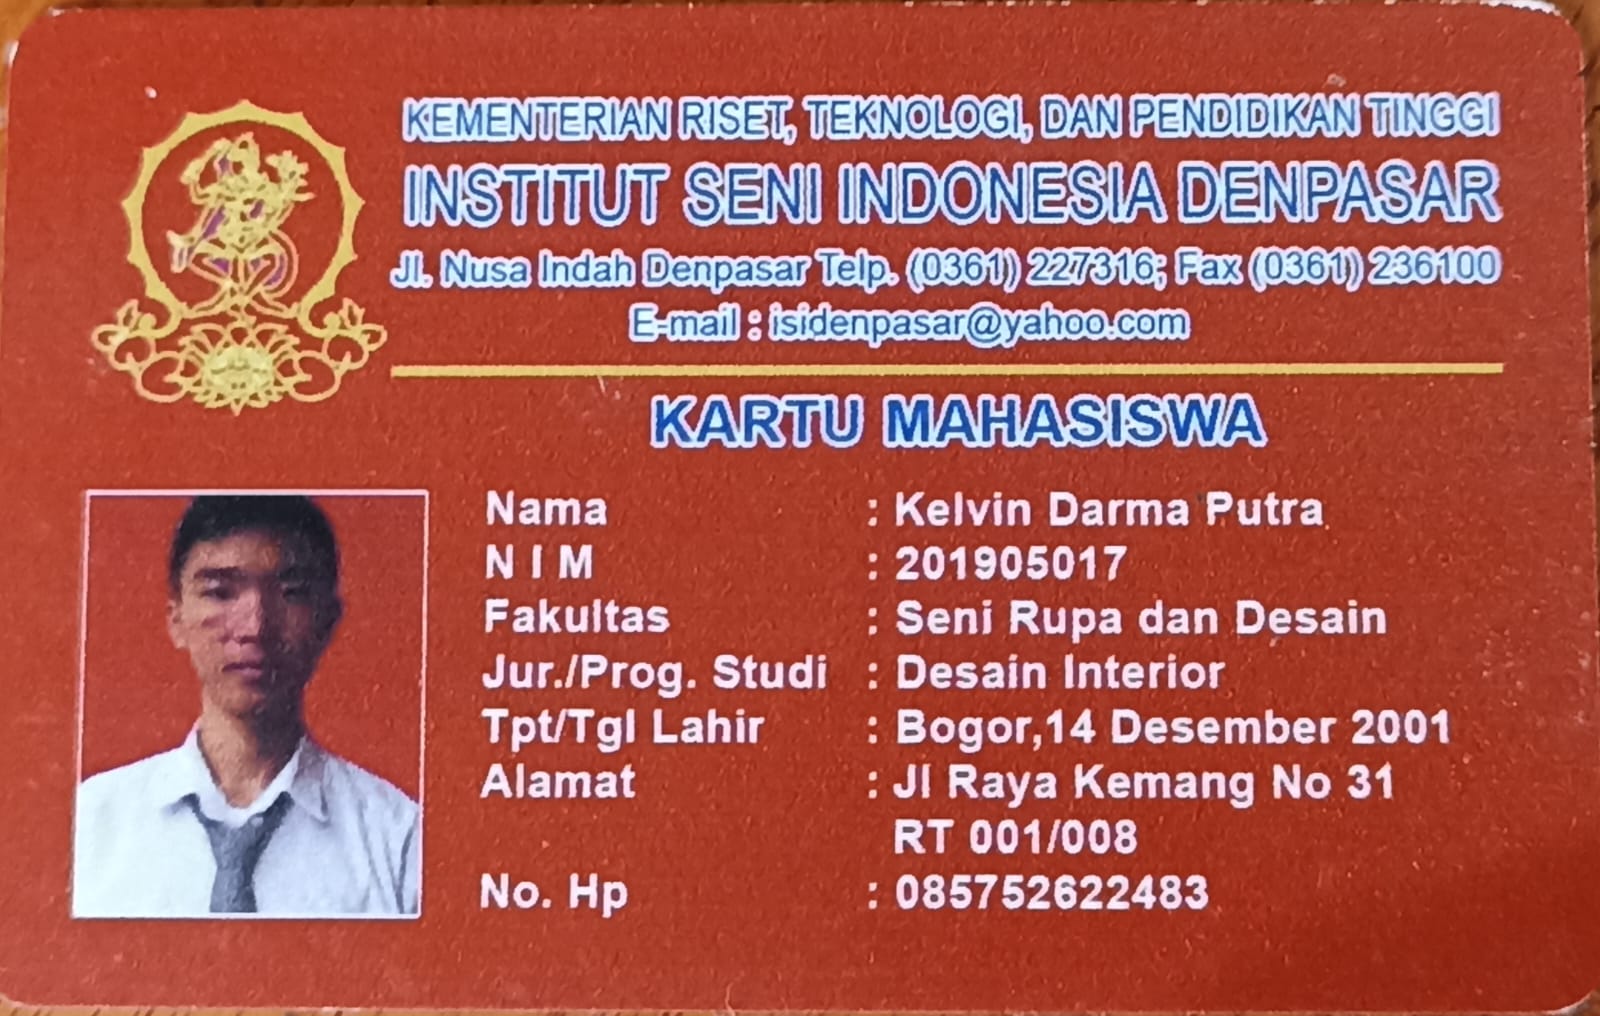 KEMENTERIAN RISET, TEKNOLOGI, DAN PENDIDIKAN TINGGI
INSTITUT SENI INDONESIA DENPASAR
Jl. Nusa Indah Denpasar Telp. (0361) 227316; Fax (0361) 236100
E-mail : isidenpasar@yahoo.com
KARTU MAHASISWA
Nama : Kelvin Darma Putra
N I M : 201905017
Fakultas : Seni Rupa dan Desain
Jur./Prog. Studi : Desain Interior
Tpt/Tgl Lahir : Bogor,14 Desember 2001
Alamat : Jl Raya Kemang No 31
RT 001/008
No. Hp : 085752622483